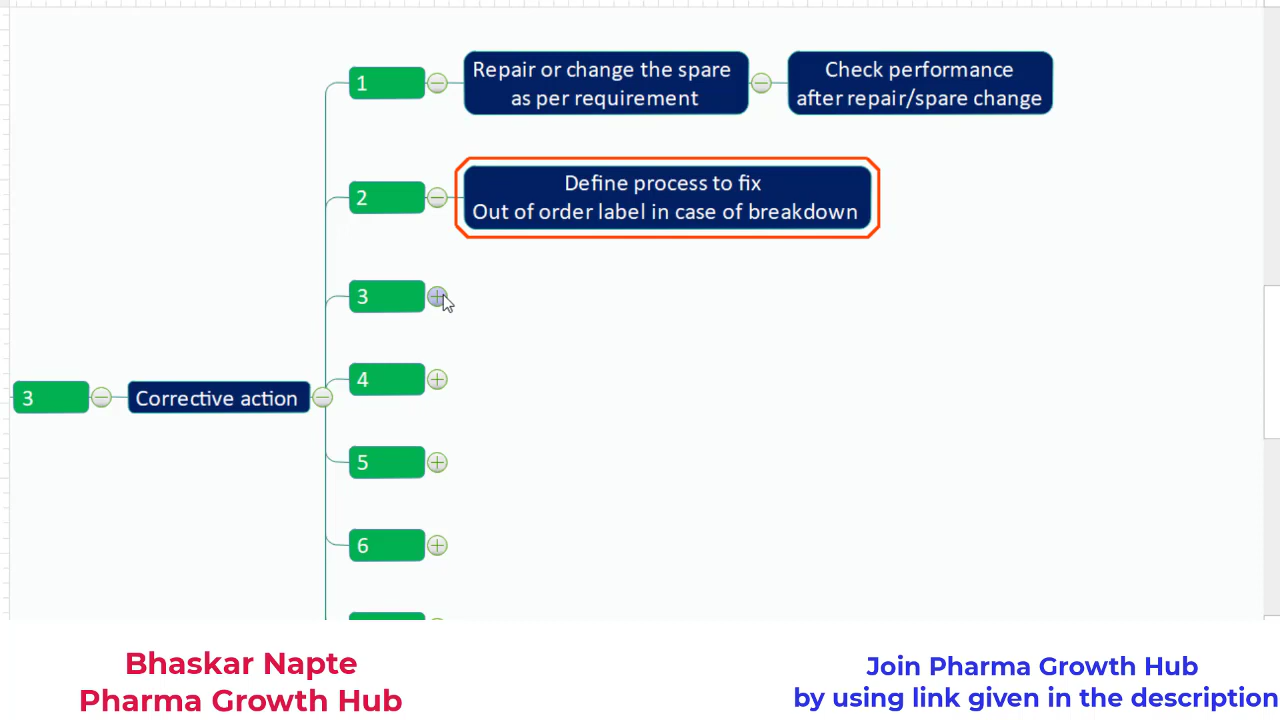 1
Repair or change the spare
as per requirement
Check performance
after repair/spare change
2
Define process to fix
Out of order label in case of breakdown
3
4
3
Corrective action
5
6
Bhaskar Napte
Pharma Growth Hub
Join Pharma Growth Hub
by using link given in the description